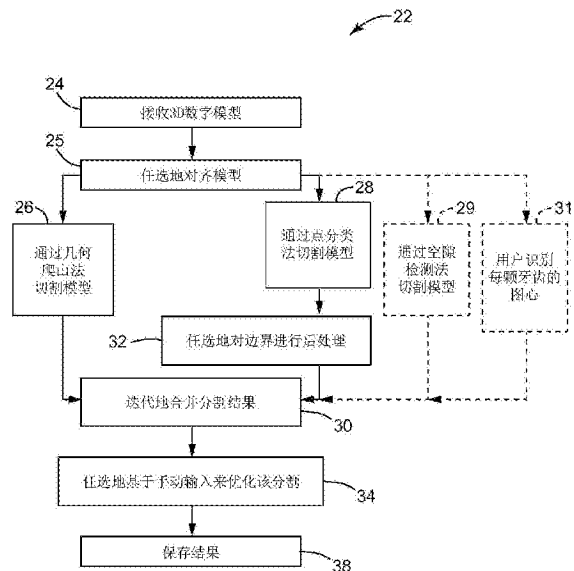 22
24
接收3D数字模型
25
任选地对齐模型
26
28
29
31
通过几何
爬山法
切割模型
通过点分类
法切割模型
通过空隙
检测法
切割模型
用户识别
每颗牙齿的
图心
32
任选地对边界进行后处理
迭代地合并分割结果
30
任选地基于手动输入来优化该分割
34
保存结果
38